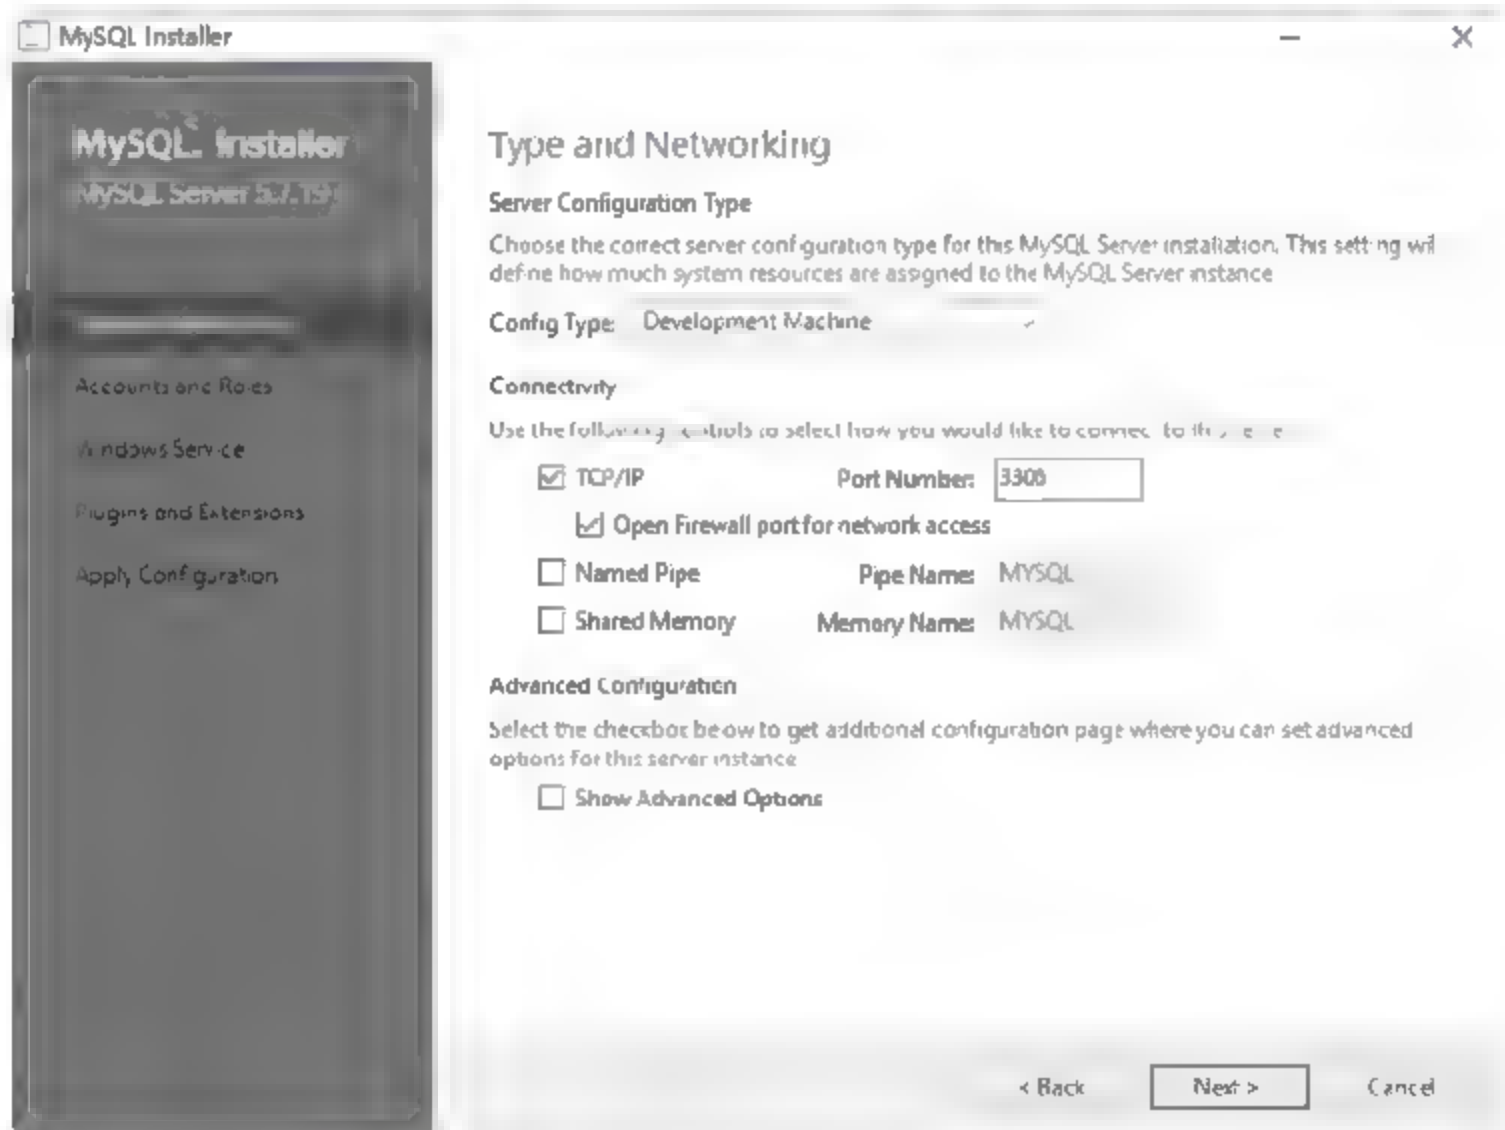 MySQL Installer
MySQL. Installer
MySQL Server 5.7.19
Accounts and Roles
Windows Service
Plugins and Extensions
Apply Configuration
Type and Networking
Server Configuration Type
Choose the correct server configuration type for this MySQL Server installation. This setting will
define how much system resources are assigned to the MySQL Server instance
Config Type: Development Machine
Connectivity
Use the following controls to select how you would like to connect to this
TCP/IP Port Number: 3306
Open Firewall port for network access
Named Pipe Pipe Name: MYSQL
Shared Memory Memory Name: MYSQL
Advanced Configuration
Select the checkbox below to get additional configuration page where you can set advanced
options for this server instance
Show Advanced Options
< Back Next > Cancel